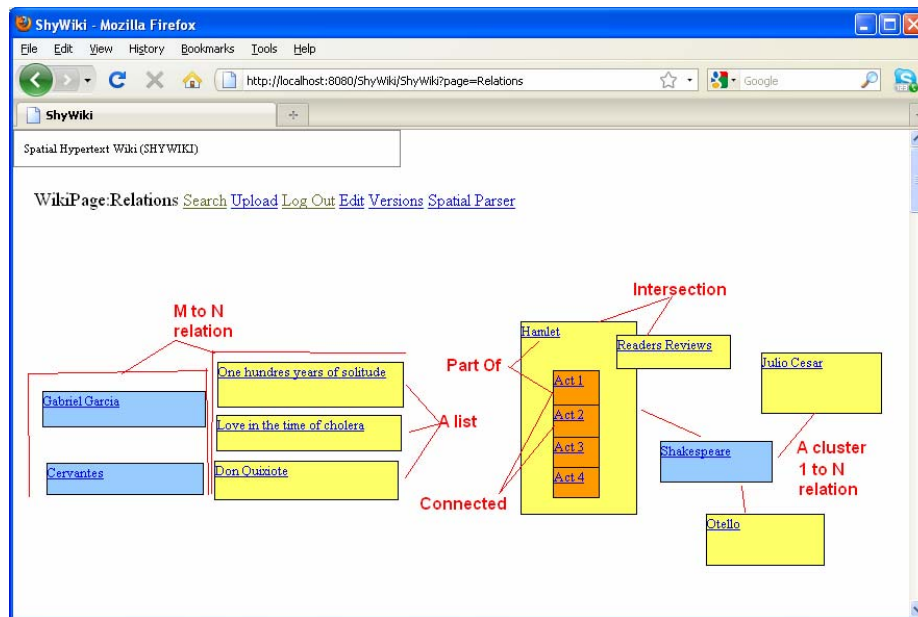 ShyWiki - Mozilla Firefox
File Edit View History Bookmarks Tools Help
http://localhost:8080/ShyWiki/ShyWiki?page=Relations
Google
ShyWiki
Spatial Hypertext Wiki (SHYWIKI)
WikiPage:Relations Search Upload Log Out Edit Versions Spatial Parser
M to N
relation
Gabriel Garcia
Cervantes
One hundres years of solitude
Love in the time of cholera
Don Quixiote
A list
Connected
Part Of
Intersection
Hamlet
Readers Reviews
Act 1
Act 2
Act 3
Act 4
Julio Cesar
Shakespeare
Otello
A cluster
1 to N
relation